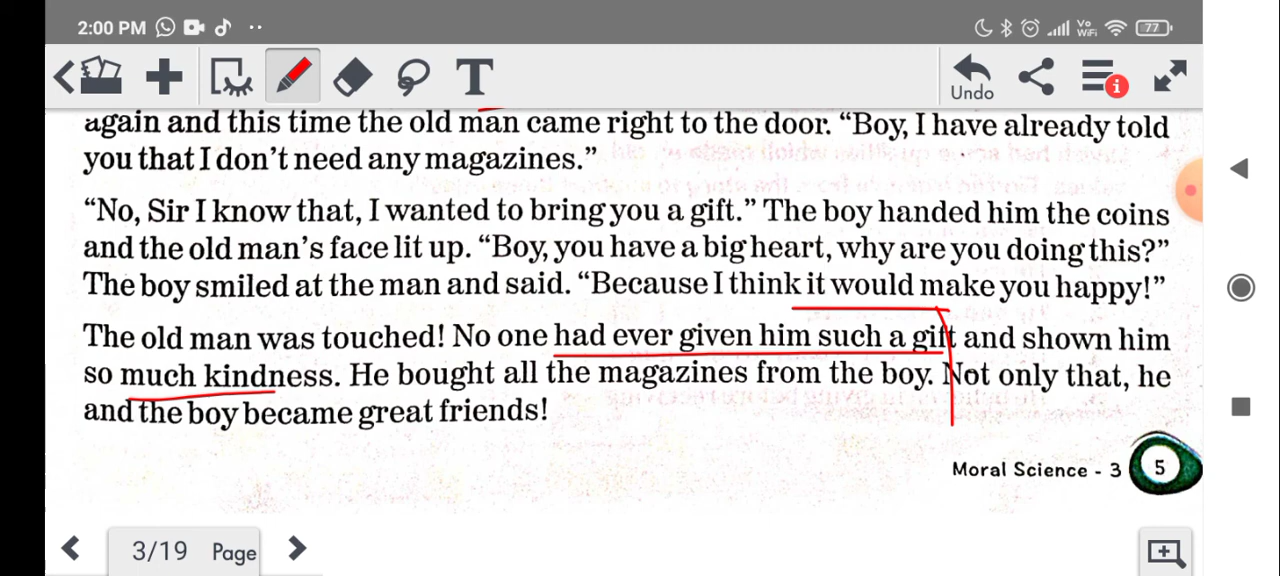 2:00 PM
Vo
WiFi
77
T
Undo
i
again and this time the old man came right to the door. “Boy, I have already told
you that I don’t need any magazines.”
“No, Sir I know that, I wanted to bring you a gift.” The boy handed him the coins
and the old man’s face lit up. “Boy, you have a big heart, why are you doing this?”
The boy smiled at the man and said. “Because I think it would make you happy!”
The old man was touched! No one had ever given him such a gift and shown him
so much kindness. He bought all the magazines from the boy. Not only that, he
and the boy became great friends!
Moral Science - 3 5
3/19 Page